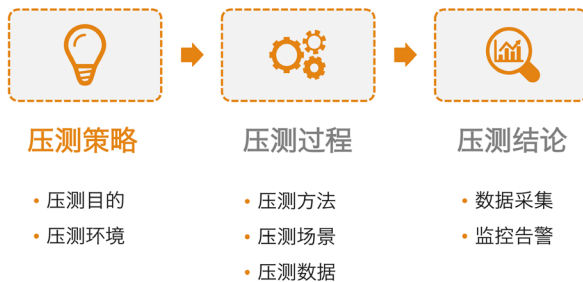 压测策略
压测过程
压测结论
• 压测目的
• 压测环境
• 压测方法
• 压测场景
• 压测数据
• 数据采集
• 监控告警